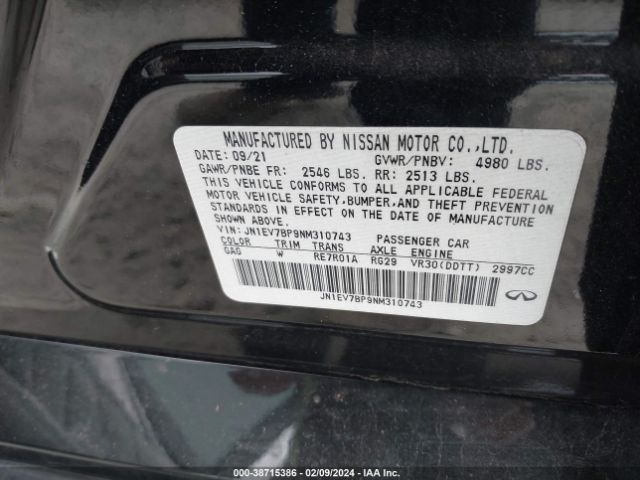 MANUFACTURED BY NISSAN MOTOR CO.,LTD.
DATE: 09/21 GVWR/PNBV: 4980 LBS.
GAWR/PNBE FR: 2546 LBS. RR: 2513 LBS.
THIS VEHICLE CONFORMS TO ALL APPLICABLE FEDERAL
MOTOR VEHICLE SAFETY,BUMPER,AND THEFT PREVENTION
STANDARDS IN EFFECT ON THE DATE OF MANUFACTURE
SHOWN ABOVE.
VIN: JN1EV7BP9NM310743 PASSENGER CAR
COLOR TRIM TRANS AXLE ENGINE
GAG W RE7R01A RG29 VR30(DDTT) 2997CC
JN1EV7BP9NM310743
INFINITI
© 38715386 - 02/09/2024 - IAA Inc.